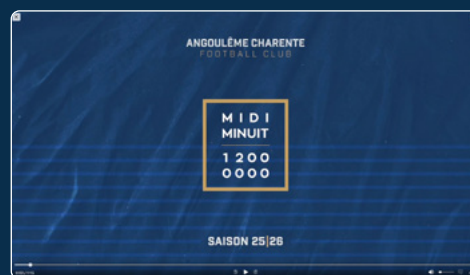 ANGOULÊME CHARENTE
FOOTBALL CLUB
MIDI
MINUIT
1200
0000
SAISON 25|26